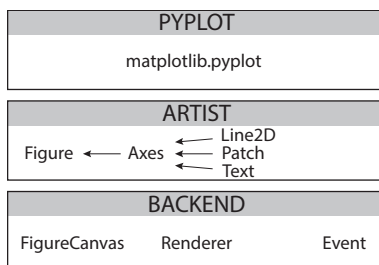 PYPLOT
matplotlib.pyplot
ARTIST
Line2D
Figure Axes Patch
Text
BACKEND
FigureCanvas Renderer Event